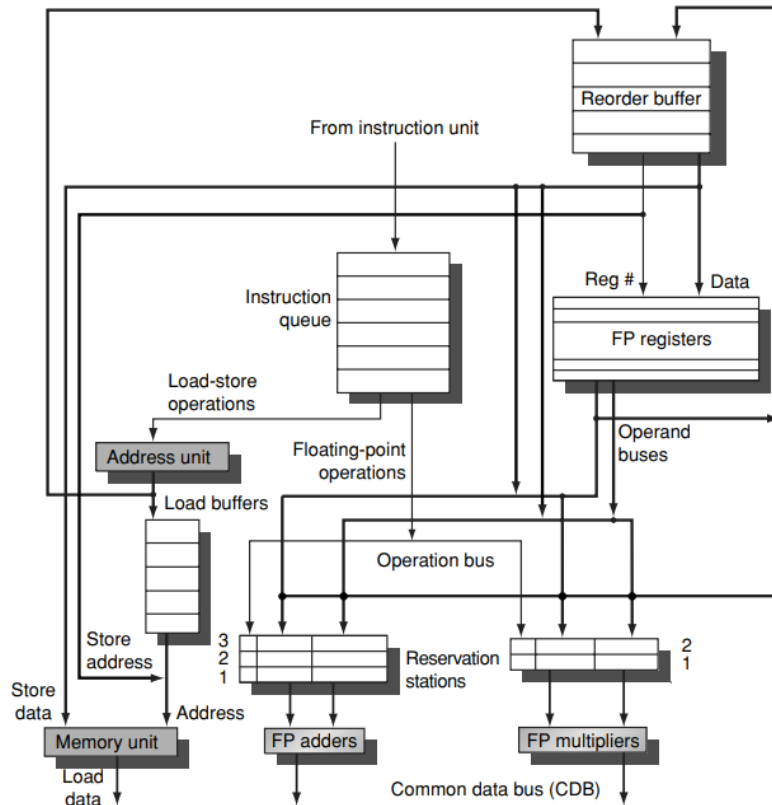 Reorder buffer
From instruction unit
Reg #
Data
Instruction
queue
FP registers
Load-store
operations
Operand
buses
Address unit
Floating-point
operations
Load buffers
Operation bus
Store
address
3
2
1
Reservation
stations
2
1
Store
data
Address
Memory unit
FP adders
FP multipliers
Load
data
Common data bus (CDB)